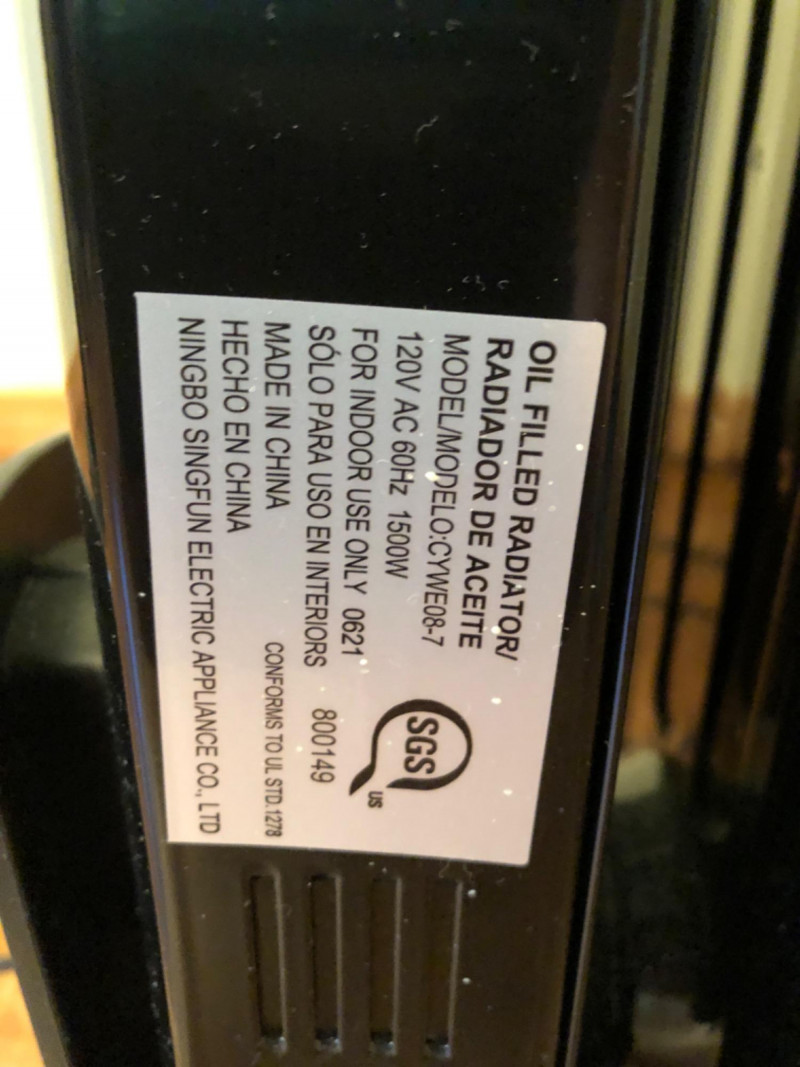 OIL FILLED RADIATOR/
RADIADOR DE ACEITE
MODEL/MODELO:CYWE08-7
120V AC 60Hz 1500W
FOR INDOOR USE ONLY 0621
SÓLO PARA USO EN INTERIORS
MADE IN CHINA
HECHO EN CHINA
NINGBO SINGFUN ELECTRIC APPLIANCE CO., LTD
SGS
US
800149
CONFORMS TO UL STD.1278